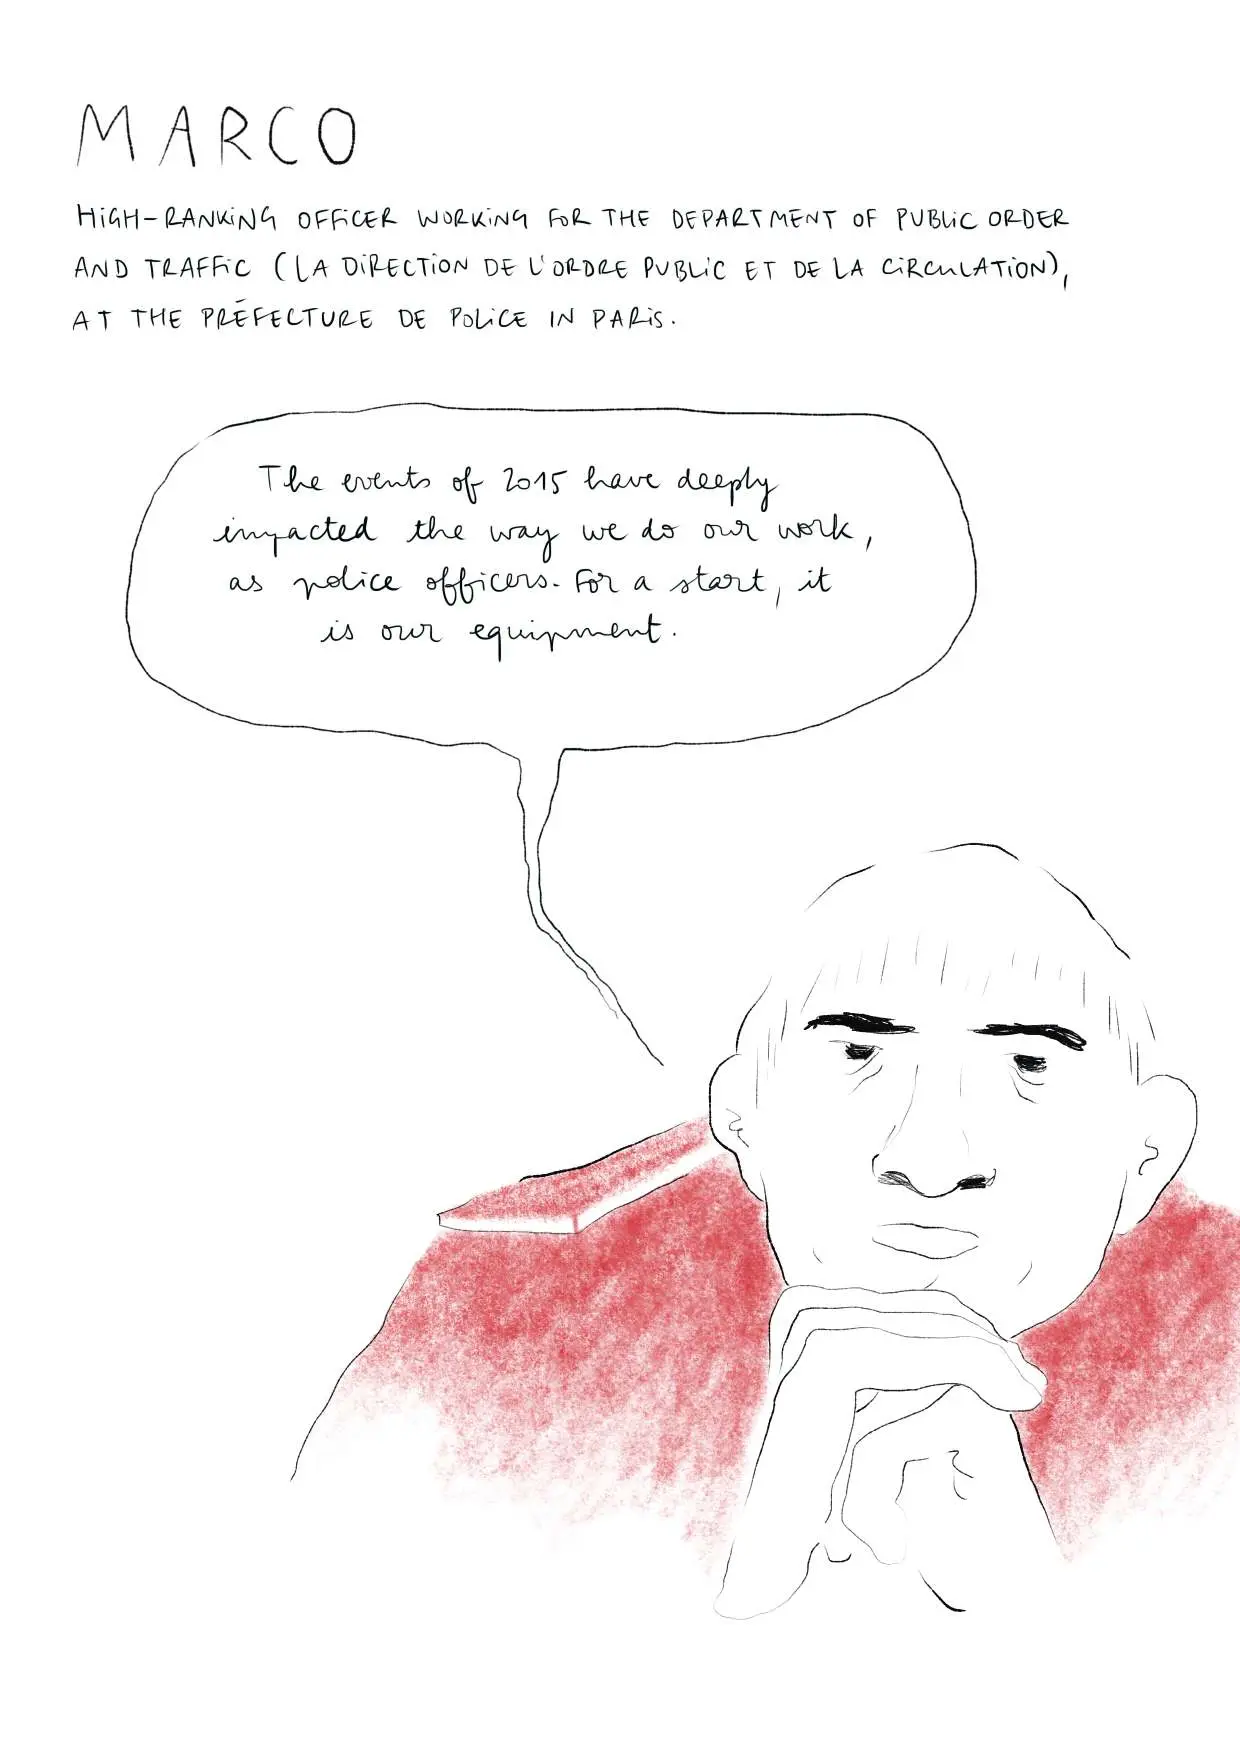 MARCO
HIGH-RANKING OFFICER WORKING FOR THE DEPARTMENT OF PUBLIC ORDER
AND TRAFFIC (LA DIRECTION DE L'ORDRE PUBLIC ET DE LA CIRCULATION),
AT THE PRÉFECTURE DE POLICE IN PARIS.
The events of 2015 have deeply
impacted the way we do our work,
as police officers. For a start, it
is our equipment.